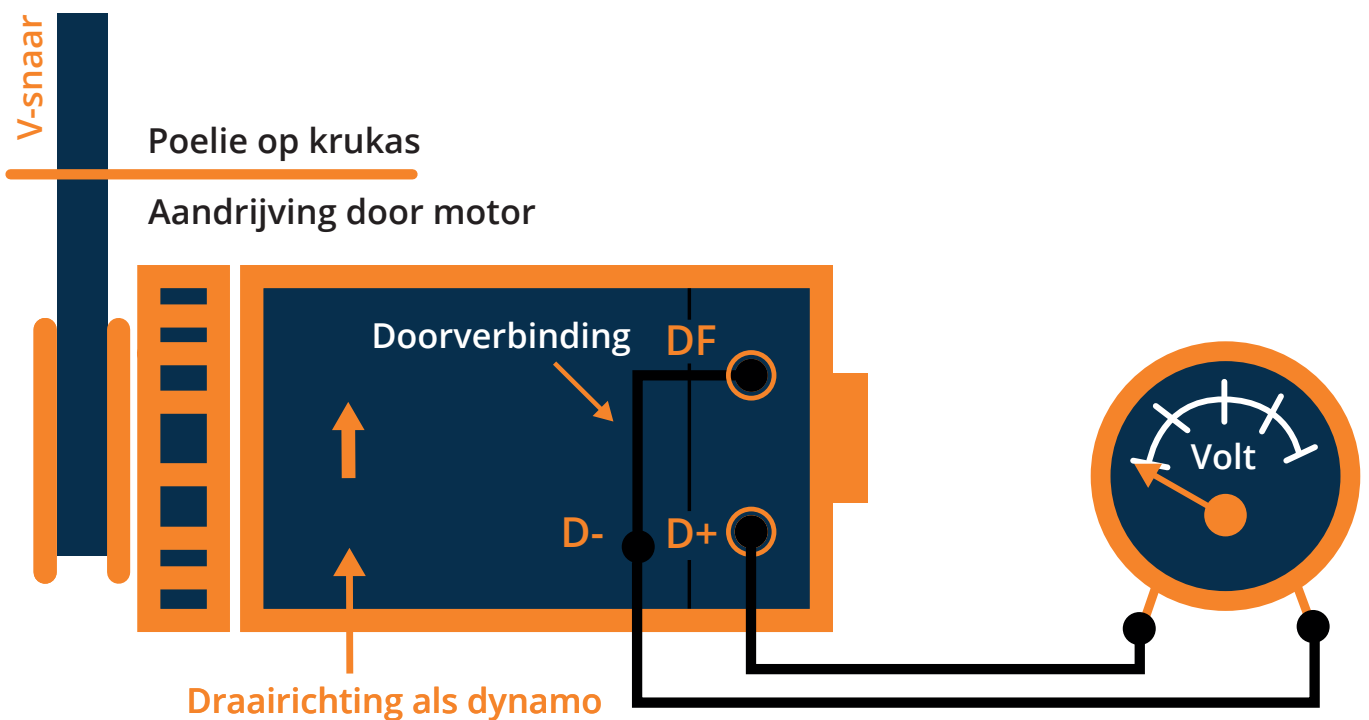 V-snaar
Poelie op krukas
Aandrijving door motor
Doorverbinding
DF
D-
D+
Volt
Draairichting als dynamo